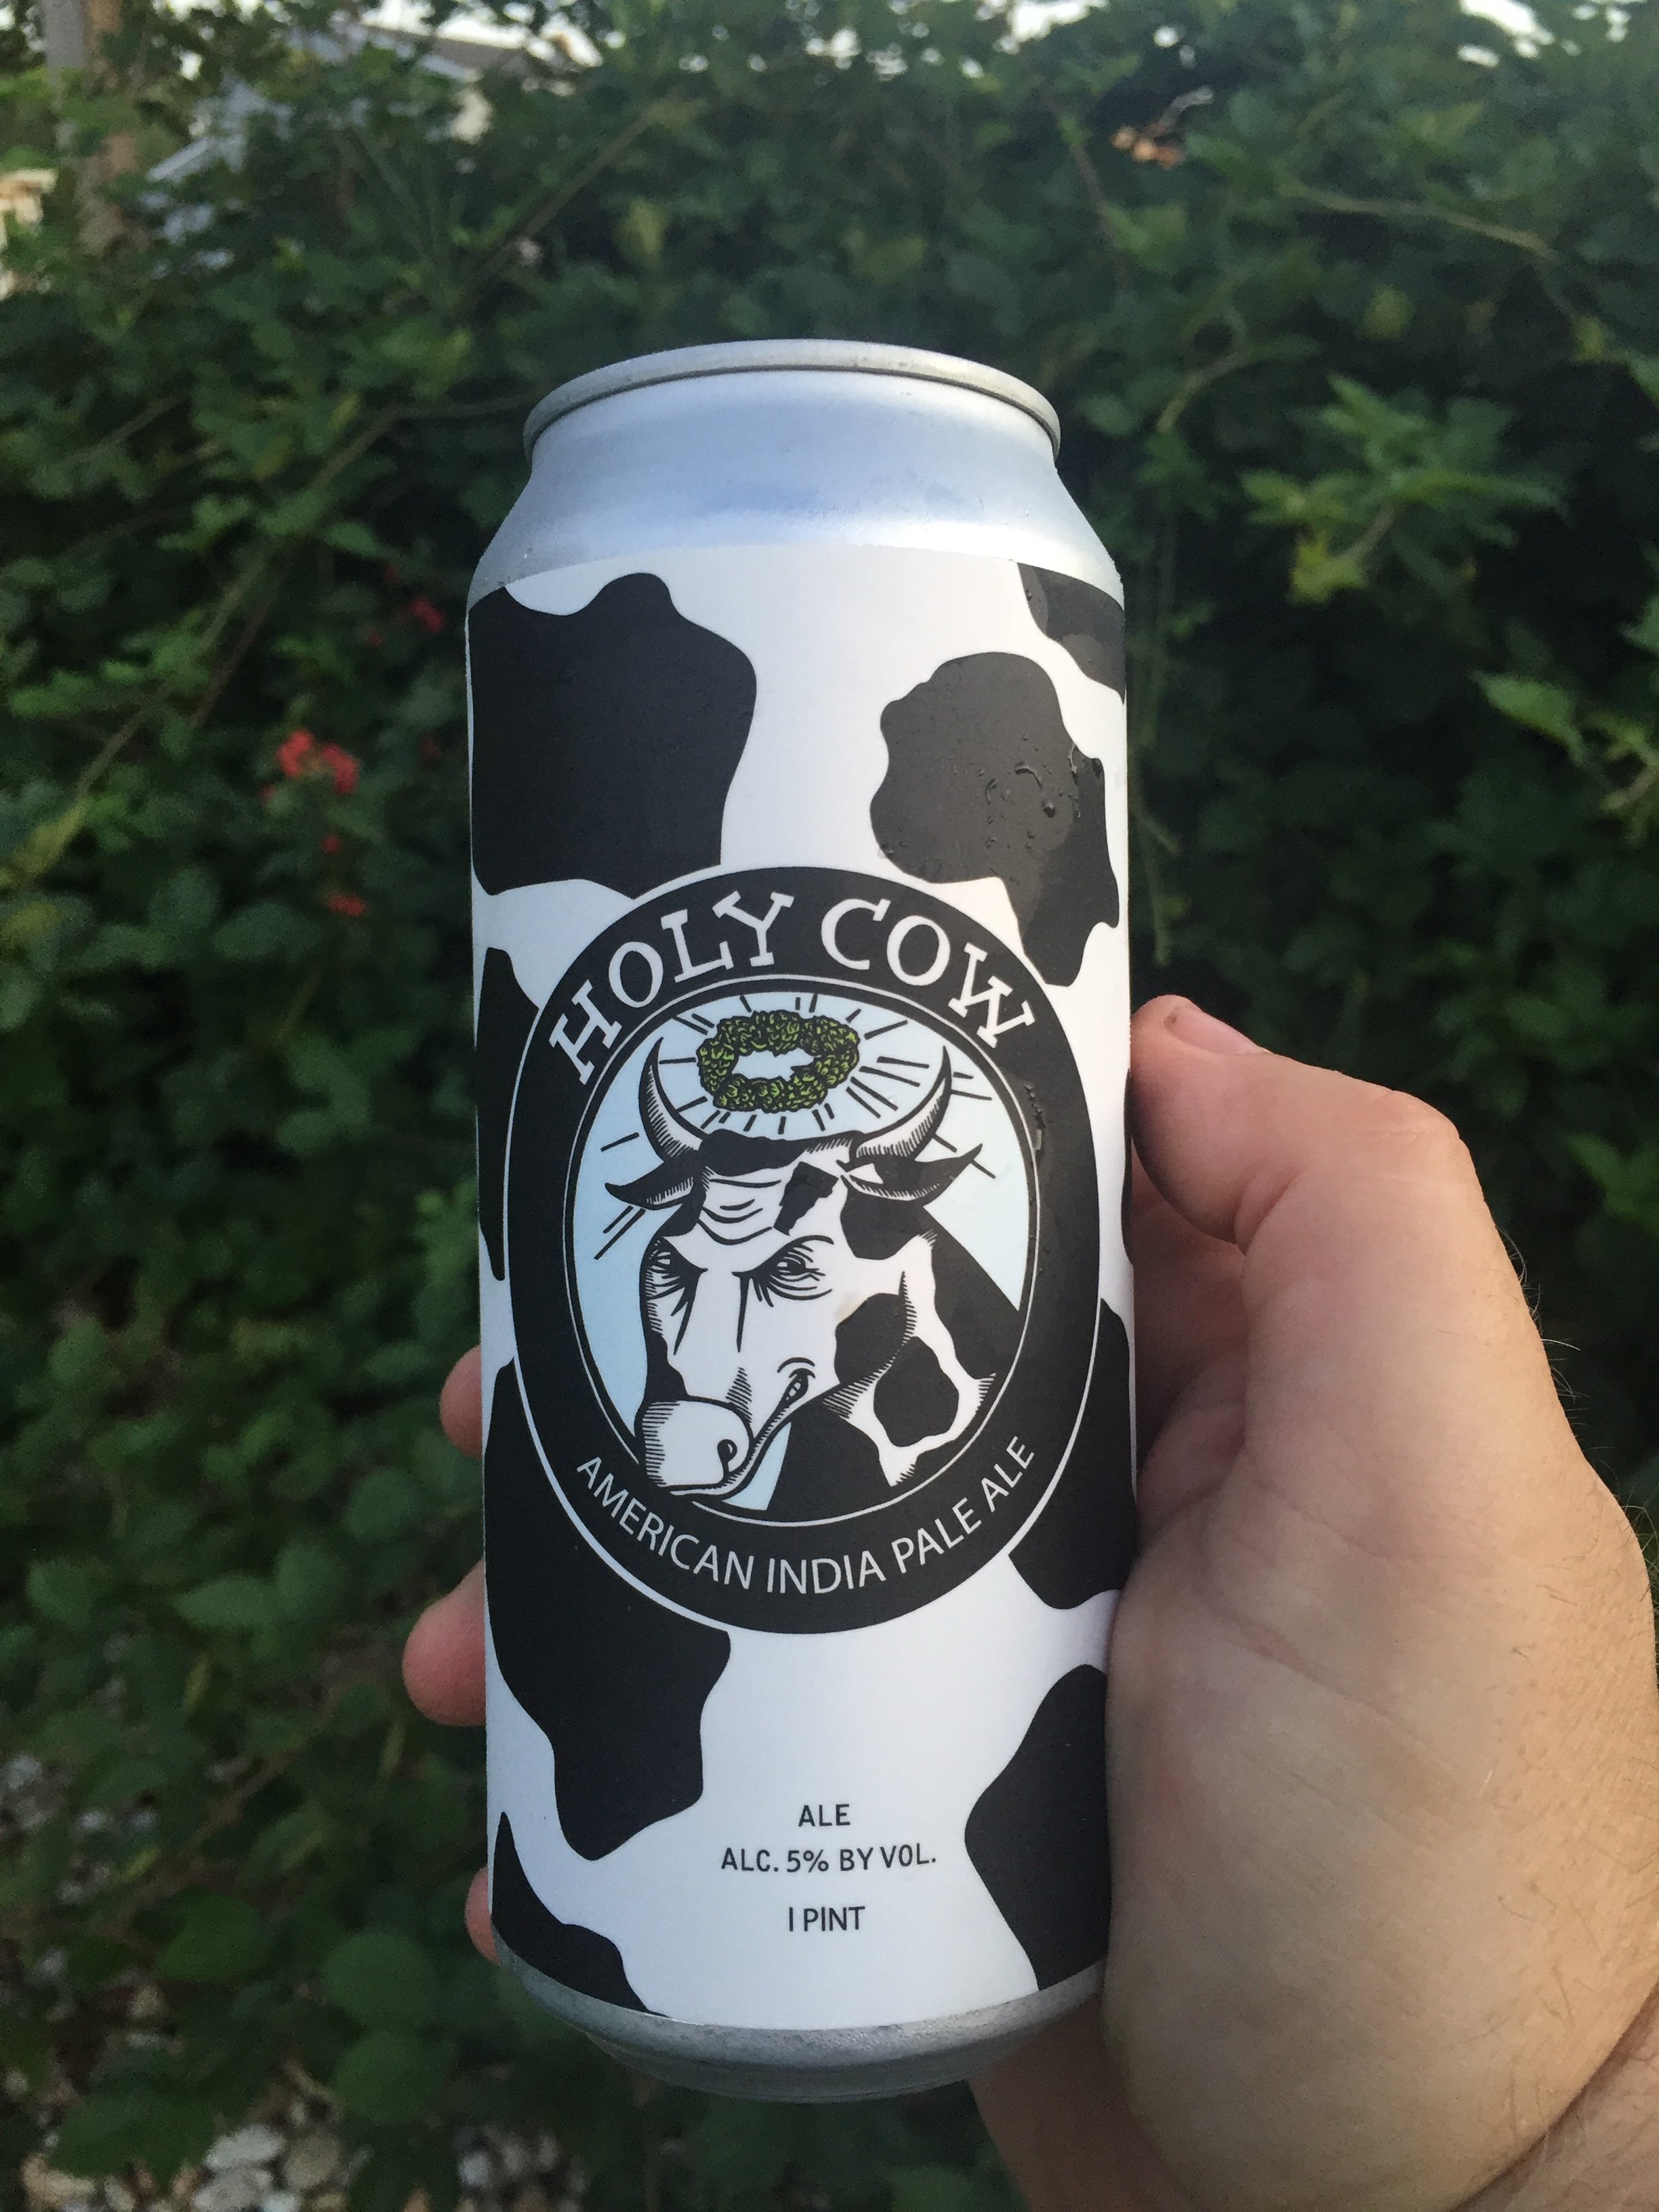 HOLY COW
AMERICAN INDIA PALE ALE
ALE
ALC. 5% BY VOL.
1 PINT